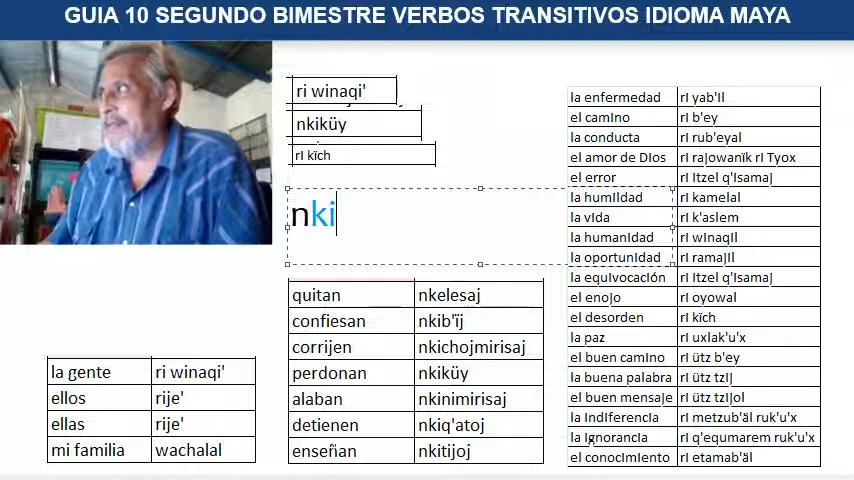 GUIA 10 SEGUNDO BIMESTRE VERBOS TRANSITIVOS IDIOMA MAYA
ri winaqi'
nkiküy
rI kïch
nki
quitan nkelesaj
confiesan nkib'ïj
corrijen nkichojmirisaj
perdonan nkiküy
alaban nkinimirisaj
detienen nkiq'atoj
enseñan nkitijoj
la gente ri winaqi'
ellos rije'
ellas rije'
mi familia wachalal
la enfermedad rI yab'Il
el camIno rI b'ey
la conducta rI rub'eyal
el amor de DIos rI rajowanïk rI Tyox
el error rI Itzel q'Isamaj
la humIldad rI kamelal
la vIda rI k'aslem
la humanIdad rI wInaqIl
la oportunIdad rI ramajIl
la equIvocacIón rI Itzel q'Isamaj
el enojo rI oyowal
el desorden rI kïch
la paz rI uxlak'u'x
el buen camIno rI ütz b'ey
la buena palabra rI ütz tzIj
el buen mensaje rI ütz tzIjol
la IndIferencIa rI metzub'äl ruk'u'x
la IgnorancIa rI q'equmarem ruk'u'x
el conocImIento rI etamab'äl